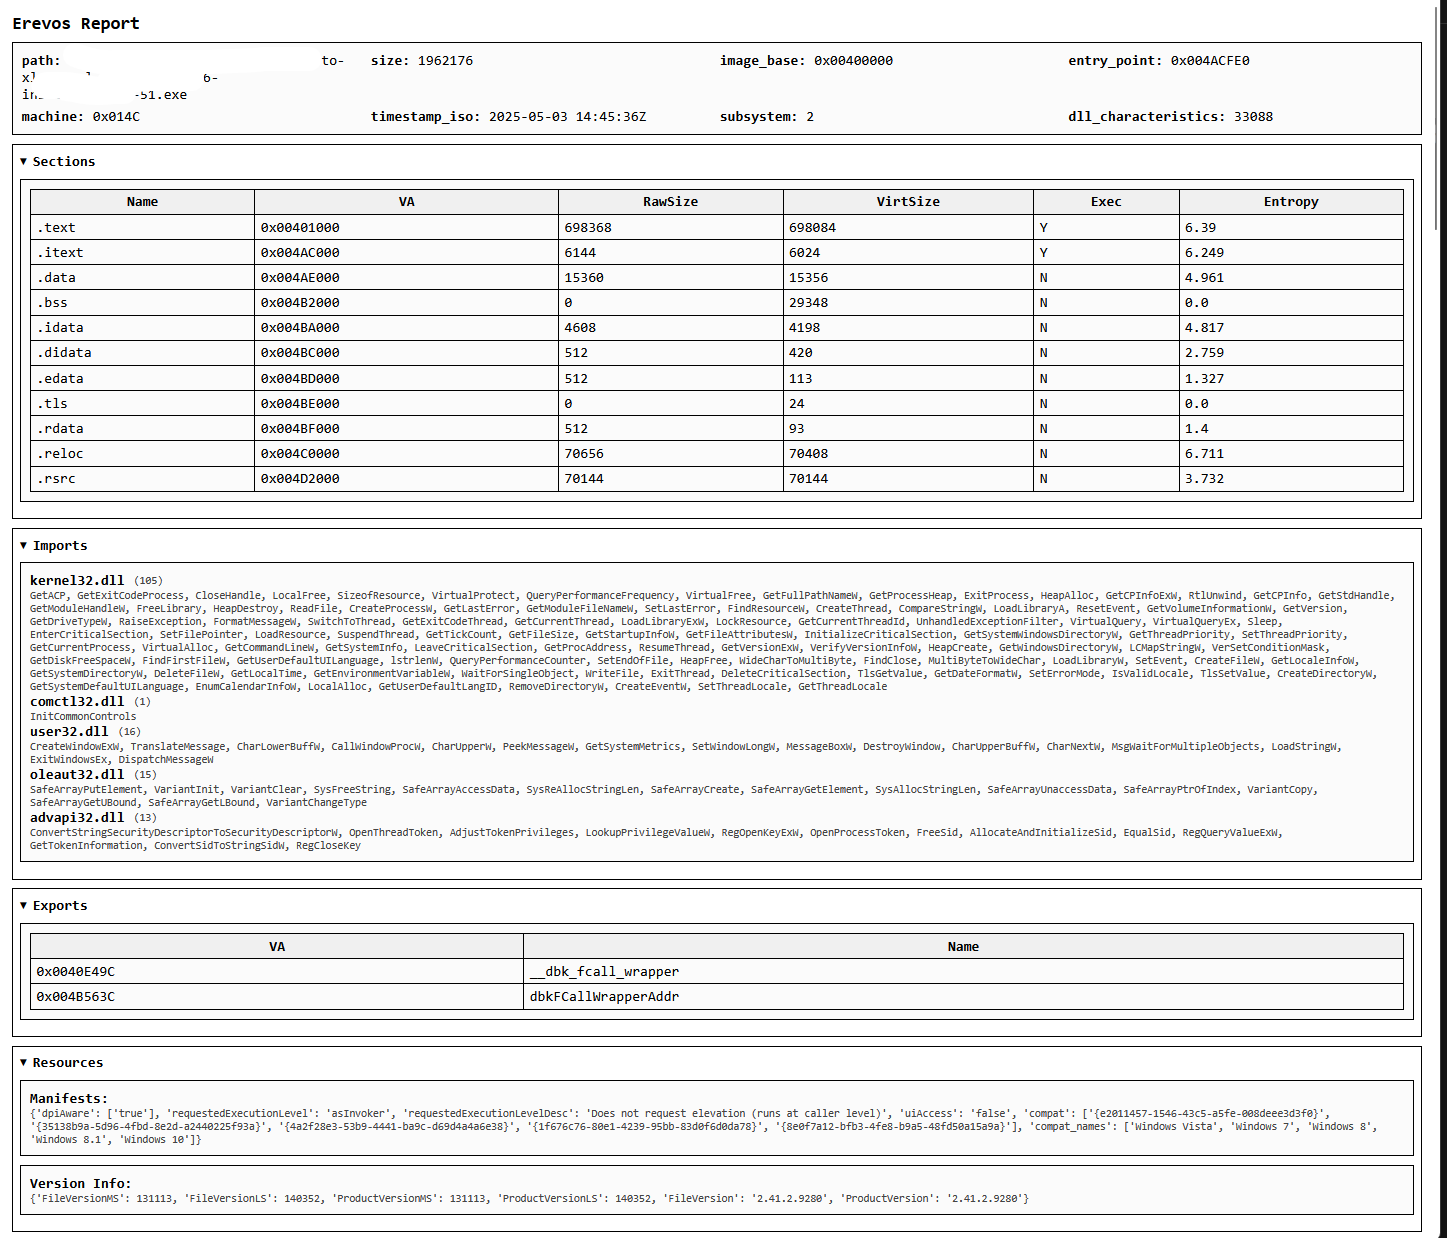 Erevos Report
path: to-
size: 1962176
image_base: 0x00400000
entry_point: 0x004ACFE0
6-
-51.exe
machine: 0x014C
timestamp_iso: 2025-05-03 14:45:36Z
subsystem: 2
dll_characteristics: 33088
▼ Sections
Name VA RawSize VirtSize Exec Entropy
.text 0x00401000 698368 698084 Y 6.39
.itext 0x004AC000 6144 6024 Y 6.249
.data 0x004AE000 15360 15356 N 4.961
.bss 0x004B2000 0 29348 N 0.0
.idata 0x004BA000 4608 4198 N 4.817
.didata 0x004BC000 512 420 N 2.759
.edata 0x004BD000 512 113 N 1.327
.tls 0x004BE000 0 24 N 0.0
.rdata 0x004BF000 512 93 N 1.4
.reloc 0x004C0000 70656 70408 N 6.711
.rsrc 0x004D2000 70144 70144 N 3.732
▼ Imports
kernel32.dll (105)
GetACP, GetExitCodeProcess, CloseHandle, LocalFree, SizeofResource, VirtualProtect, QueryPerformanceFrequency, VirtualFree, GetFullPathNameW, GetProcessHeap, ExitProcess, HeapAlloc, GetCPInfoExW, RtlUnwind, GetCPInfo, GetStdHandle,
GetModuleHandleW, FreeLibrary, HeapDestroy, ReadFile, CreateProcessW, GetLastError, GetModuleFileNameW, SetLastError, FindResourceW, CreateThread, CompareStringW, LoadLibraryA, ResetEvent, GetVolumeInformationW, GetVersion,
GetDriveTypeW, RaiseException, FormatMessageW, SwitchToThread, GetExitCodeThread, GetCurrentThread, LoadLibraryExW, LockResource, GetCurrentThreadId, UnhandledExceptionFilter, VirtualQuery, VirtualQueryEx, Sleep,
EnterCriticalSection, SetFilePointer, LoadResource, SuspendThread, GetTickCount, GetFileSize, GetStartupInfoW, GetFileAttributesW, InitializeCriticalSection, GetSystemWindowsDirectoryW, GetThreadPriority, SetThreadPriority,
GetCurrentProcess, VirtualAlloc, GetCommandLineW, GetSystemInfo, LeaveCriticalSection, GetProcAddress, ResumeThread, GetVersionExW, VerifyVersionInfoW, HeapCreate, GetWindowsDirectoryW, LCMapStringW, VerSetConditionMask,
GetDiskFreeSpaceW, FindFirstFileW, GetUserDefaultUILanguage, lstrlenW, QueryPerformanceCounter, SetEndOfFile, HeapFree, WideCharToMultiByte, FindClose, MultiByteToWideChar, LoadLibraryW, SetEvent, CreateFileW, GetLocaleInfoW,
GetSystemDirectoryW, DeleteFileW, GetLocalTime, GetEnvironmentVariableW, WaitForSingleObject, WriteFile, ExitThread, DeleteCriticalSection, TlsGetValue, GetDateFormatW, SetErrorMode, IsValidLocale, TlsSetValue, CreateDirectoryW,
GetSystemDefaultUILanguage, EnumCalendarInfoW, LocalAlloc, GetUserDefaultLangID, RemoveDirectoryW, CreateEventW, SetThreadLocale, GetThreadLocale
comctl32.dll (1)
InitCommonControls
user32.dll (16)
CreateWindowExW, TranslateMessage, CharLowerBuffW, CallWindowProcW, CharUpperW, PeekMessageW, GetSystemMetrics, SetWindowLongW, MessageBoxW, DestroyWindow, CharUpperBuffW, CharNextW, MsgWaitForMultipleObjects, LoadStringW,
ExitWindowsEx, DispatchMessageW
oleaut32.dll (15)
SafeArrayPutElement, VariantInit, VariantClear, SysFreeString, SafeArrayAccessData, SysReAllocStringLen, SafeArrayCreate, SafeArrayGetElement, SysAllocStringLen, SafeArrayUnaccessData, SafeArrayPtrOfIndex, VariantCopy,
SafeArrayGetUBound, SafeArrayGetLBound, VariantChangeType
advapi32.dll (13)
ConvertStringSecurityDescriptorToSecurityDescriptorW, OpenThreadToken, AdjustTokenPrivileges, LookupPrivilegeValueW, RegOpenKeyExW, OpenProcessToken, FreeSid, AllocateAndInitializeSid, EqualSid, RegQueryValueExW,
GetTokenInformation, ConvertSidToStringSidW, RegCloseKey
▼ Exports
VA Name
0x0040E49C __dbk_fcall_wrapper
0x004B563C dbkFCallWrapperAddr
▼ Resources
Manifests:
{'dpiAware': ['true'], 'requestedExecutionLevel': 'asInvoker', 'requestedExecutionLevelDesc': 'Does not request elevation (runs at caller level)', 'uiAccess': 'false', 'compat': ['{e2011457-1546-43c5-a5fe-008deee3d3f0}',
'{35138b9a-5d96-4fbd-8e2d-a2440225f93a}', '{4a2f28e3-53b9-4441-ba9c-d69d4a4a6e38}', '{1f676c76-80e1-4239-95bb-83d0f6d0da78}', '{8e0f7a12-bfb3-4fe8-b9a5-48fd50a15a9a}'], 'compat_names': ['Windows Vista', 'Windows 7', 'Windows 8',
'Windows 8.1', 'Windows 10']}
Version Info:
{'FileVersionMS': 131113, 'FileVersionLS': 140352, 'ProductVersionMS': 131113, 'ProductVersionLS': 140352, 'FileVersion': '2.41.2.9280', 'ProductVersion': '2.41.2.9280'}